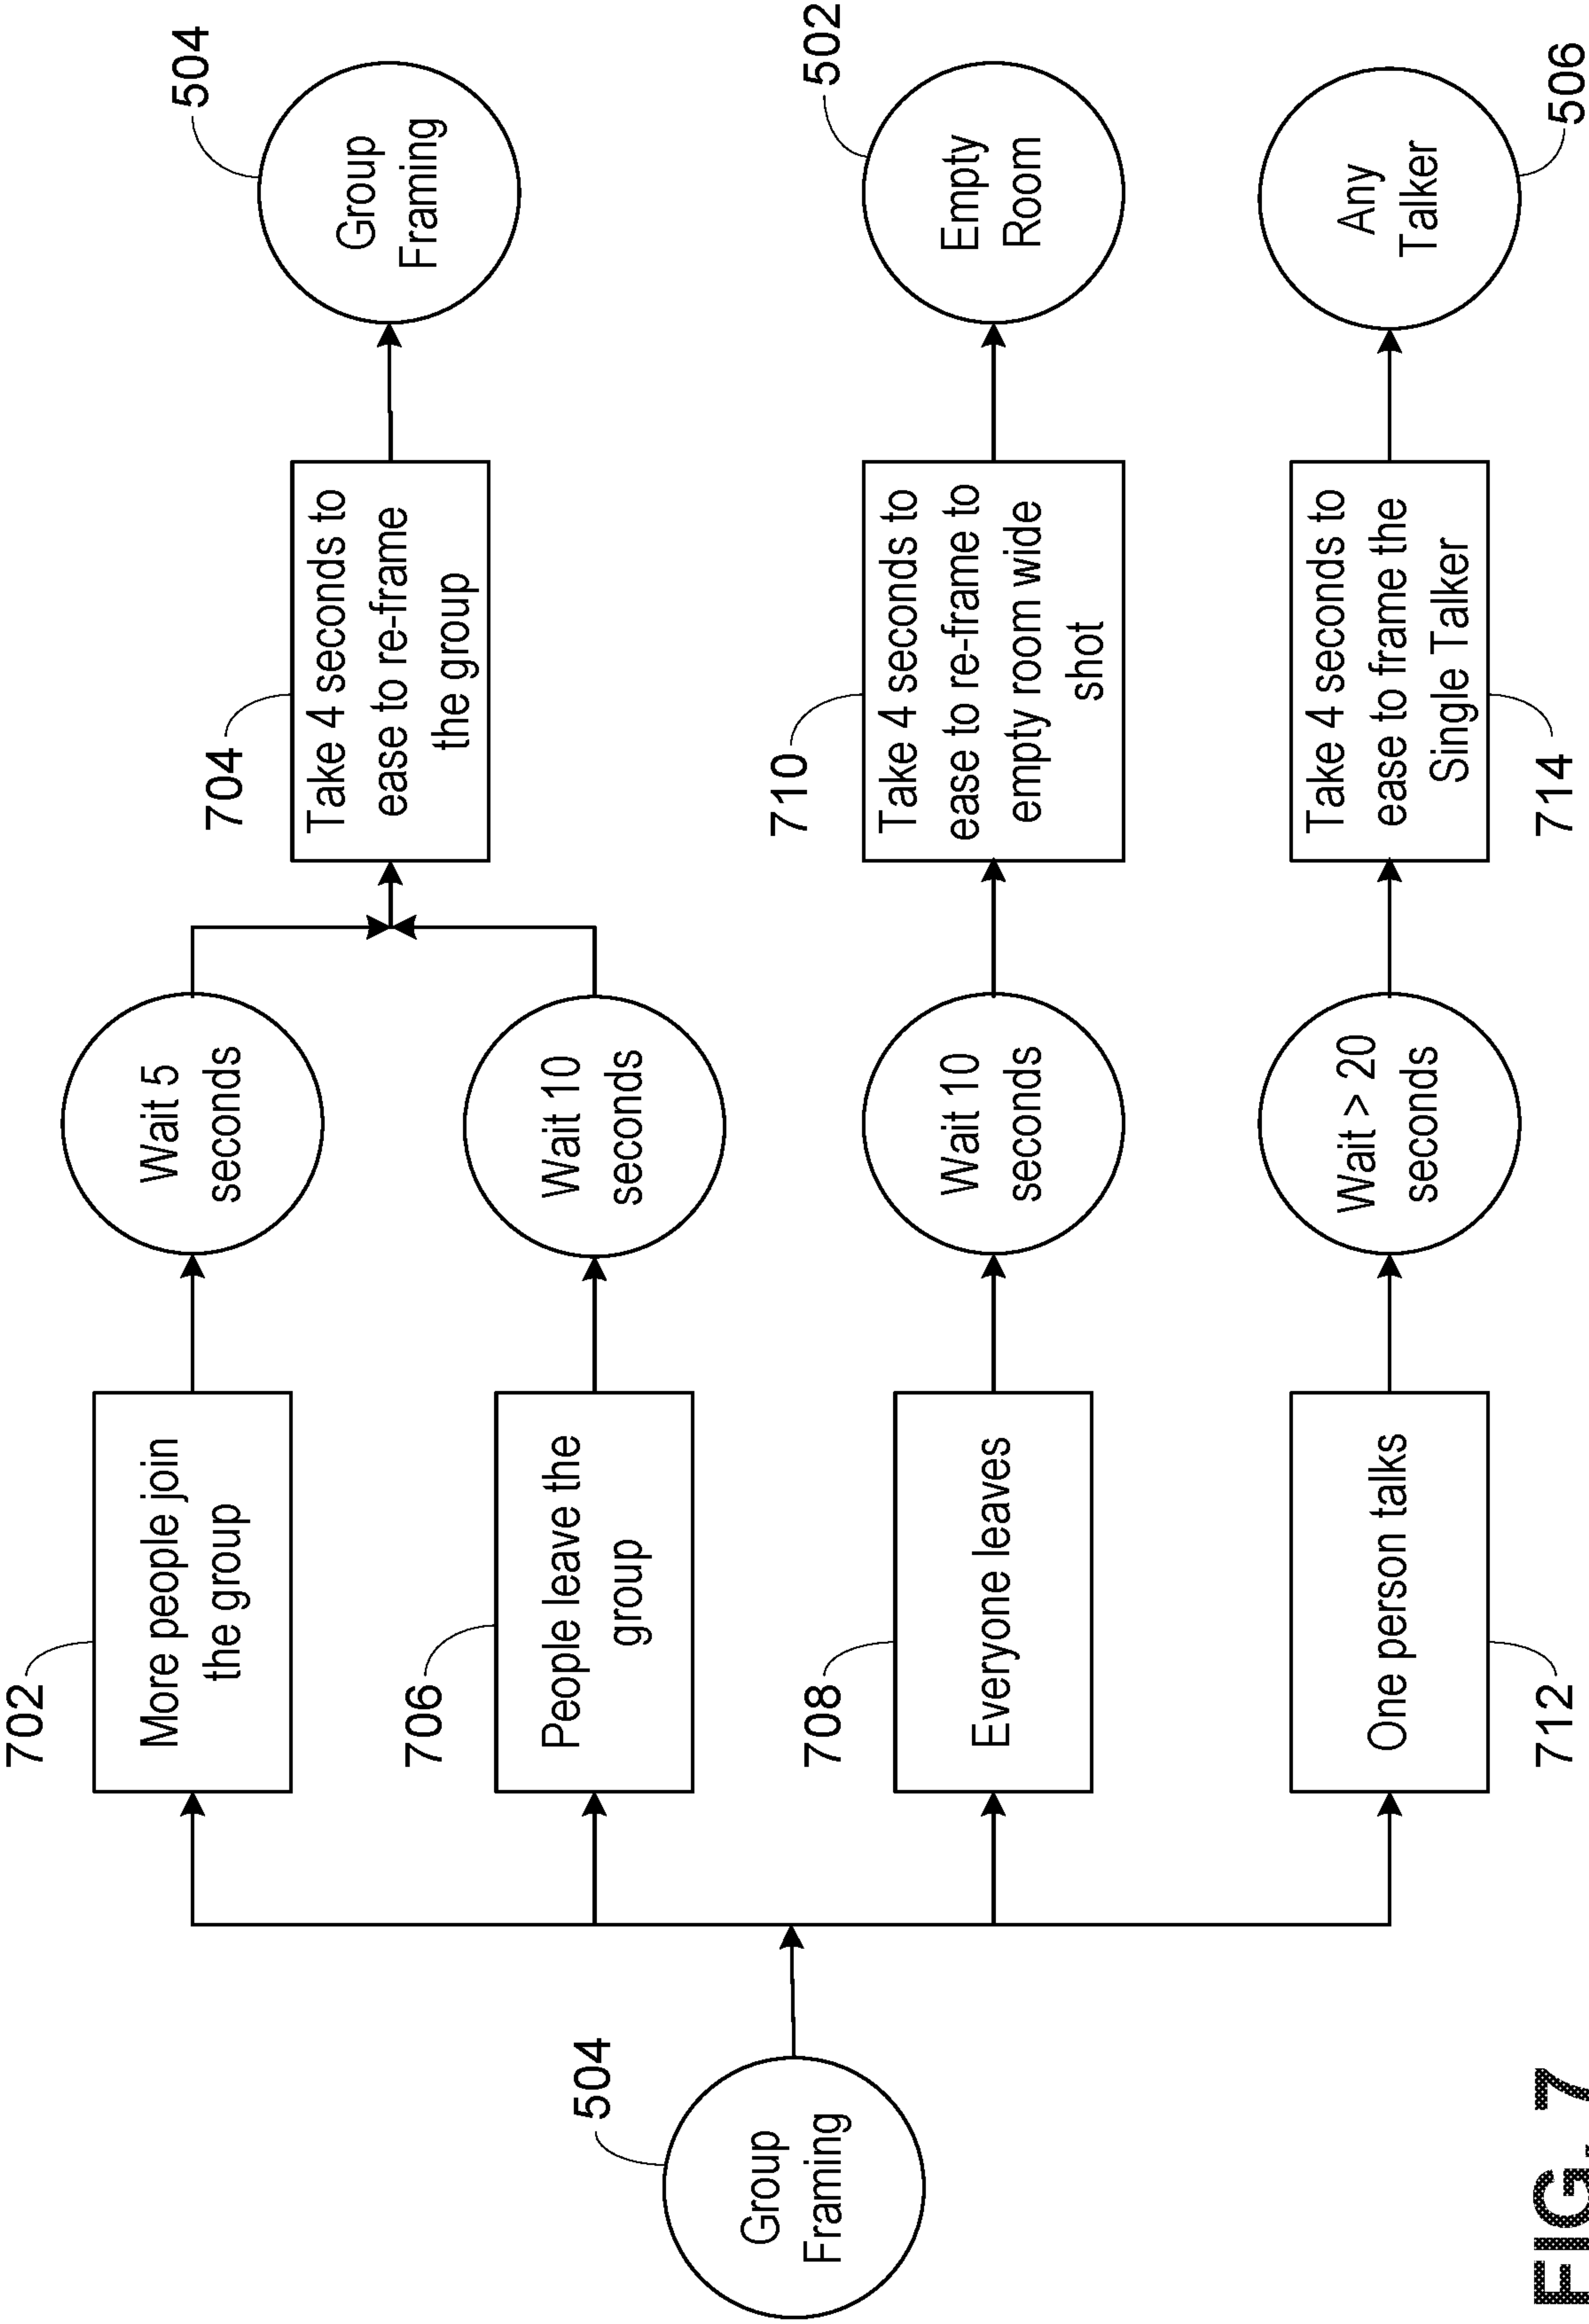 504
Group
Framing
702
More people join
the group
Wait 5
seconds
706
People leave the
group
Wait 10
seconds
704
Take 4 seconds to
ease to re-frame
the group
504
Group
Framing
708
Everyone leaves
Wait 10
seconds
710
Take 4 seconds to
ease to re-frame to
empty room wide
shot
502
Empty
Room
712
One person talks
Wait > 20
seconds
714
Take 4 seconds to
ease to frame the
Single Talker
506
Any
Talker
FIG. 7